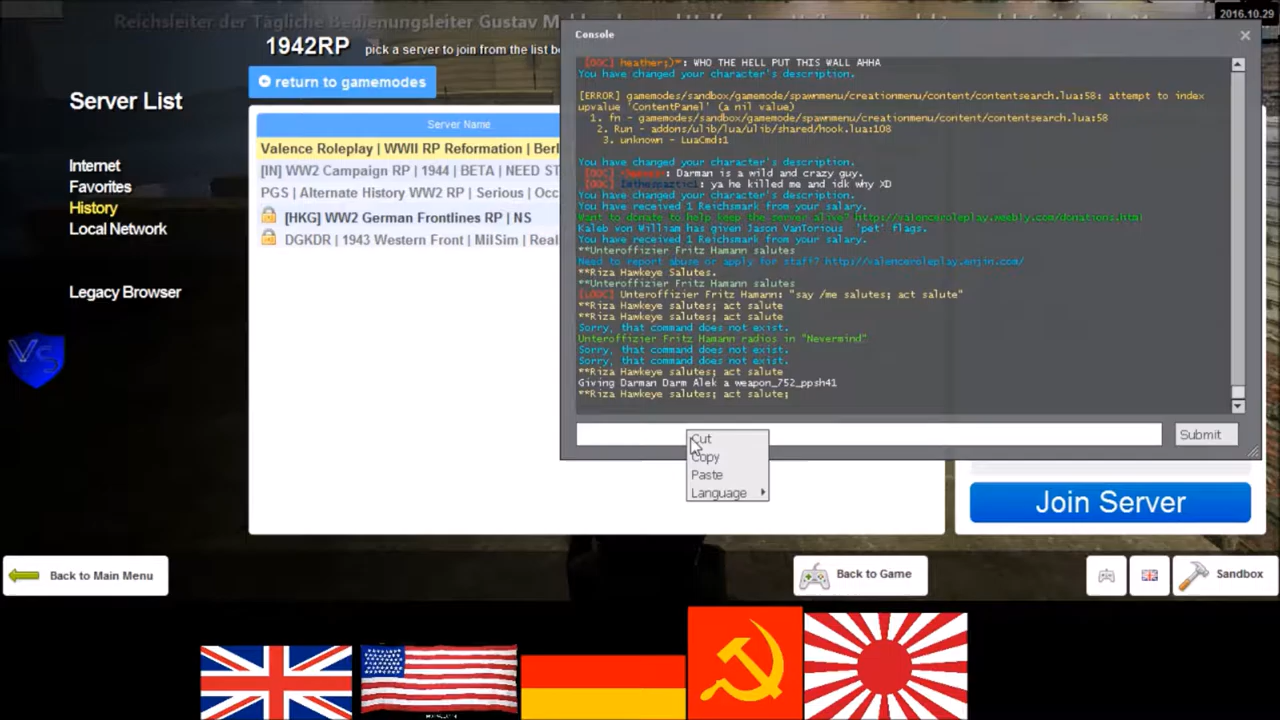 2016.10.29
Reichsleiter der Tägliche Bedienungsleiter Gustav
1942RP pick a server to join from the list be
return to gamemodes
Server List
Internet
Favorites
History
Local Network
Legacy Browser
VS
Server Name
Valence Roleplay | WWII RP Reformation | Berl
[IN] WW2 Campaign RP | 1944 | BETA | NEED ST
PGS | Alternate History WW2 RP | Serious | Occ
[HKG] WW2 German Frontlines RP | NS
DGKDR | 1943 Western Front | MilSim | Real
Console
[OOC] heather;)*: WHO THE HELL PUT THIS WALL AHHA
You have changed your character's description.
[ERROR] gamemodes/sandbox/gamemode/spawnmenu/creationmenu/content/contentsearch.lua:58: attempt to index
upvalue 'ContentPanel' (a nil value)
1. fn - gamemodes/sandbox/gamemode/spawnmenu/creationmenu/content/contentsearch.lua:58
2. Run - addons/ulib/lua/ulib/shared/hook.lua:108
3. unknown - LuaCmd:1
You have changed your character's description.
[OOC] : Darman is a wild and crazy guy.
[OOC] : ya he killed me and idk why XD
You have changed your character's description.
You have received 1 Reichsmark from your salary.
Want to donate to help keep the server alive? http://valenceroleplay.weebly.com/donations.html
Kaleb von William has given Jason VanTorious 'pet' flags.
You have received 1 Reichsmark from your salary.
**Unteroffizier Fritz Hamann salutes
Need to report abuse or apply for staff? http://valenceroleplay.enjin.com/
**Riza Hawkeye Salutes.
**Unteroffizier Fritz Hamann salutes
[LOOC] Unteroffizier Fritz Hamann: "say /me salutes; act salute"
**Riza Hawkeye salutes; act salute
**Riza Hawkeye salutes; act salute
Sorry, that command does not exist.
Unteroffizier Fritz Hamann radios in "Nevermind"
Sorry, that command does not exist.
Sorry, that command does not exist.
**Riza Hawkeye salutes; act salute
Giving Darman Darm Alek a weapon_752_ppsh41
**Riza Hawkeye salutes; act salute;
Submit
Cut
Copy
Paste
Language
Join Server
Back to Main Menu
Back to Game
Sandbox